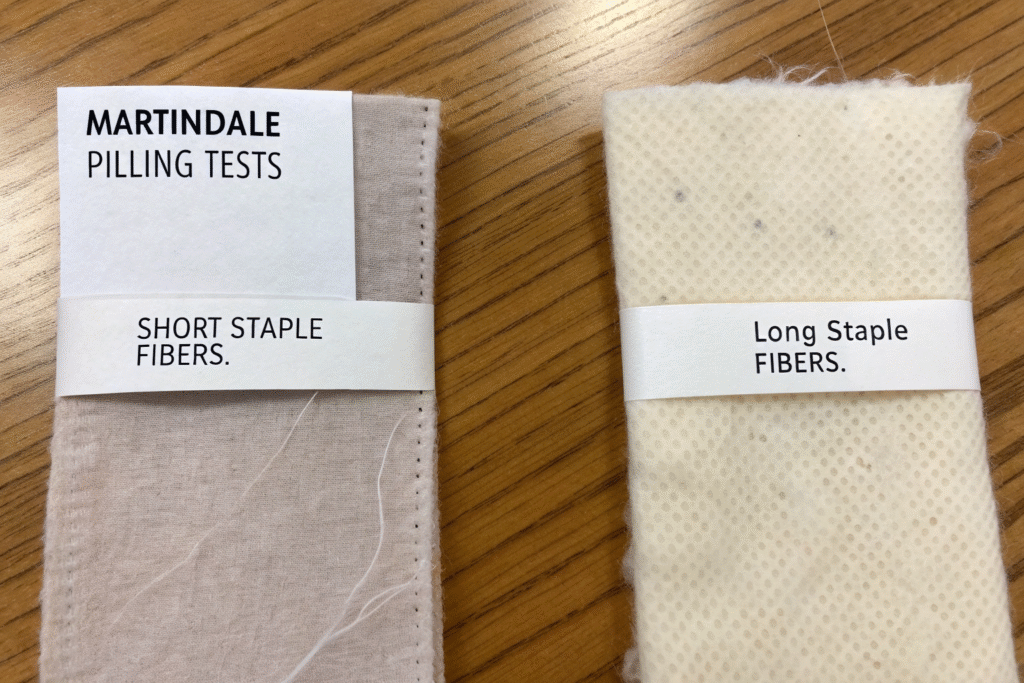 MARTINDALE
PILLING TESTS
SHORT STAPLE
FIBERS.
Long Staple
FIBERS.